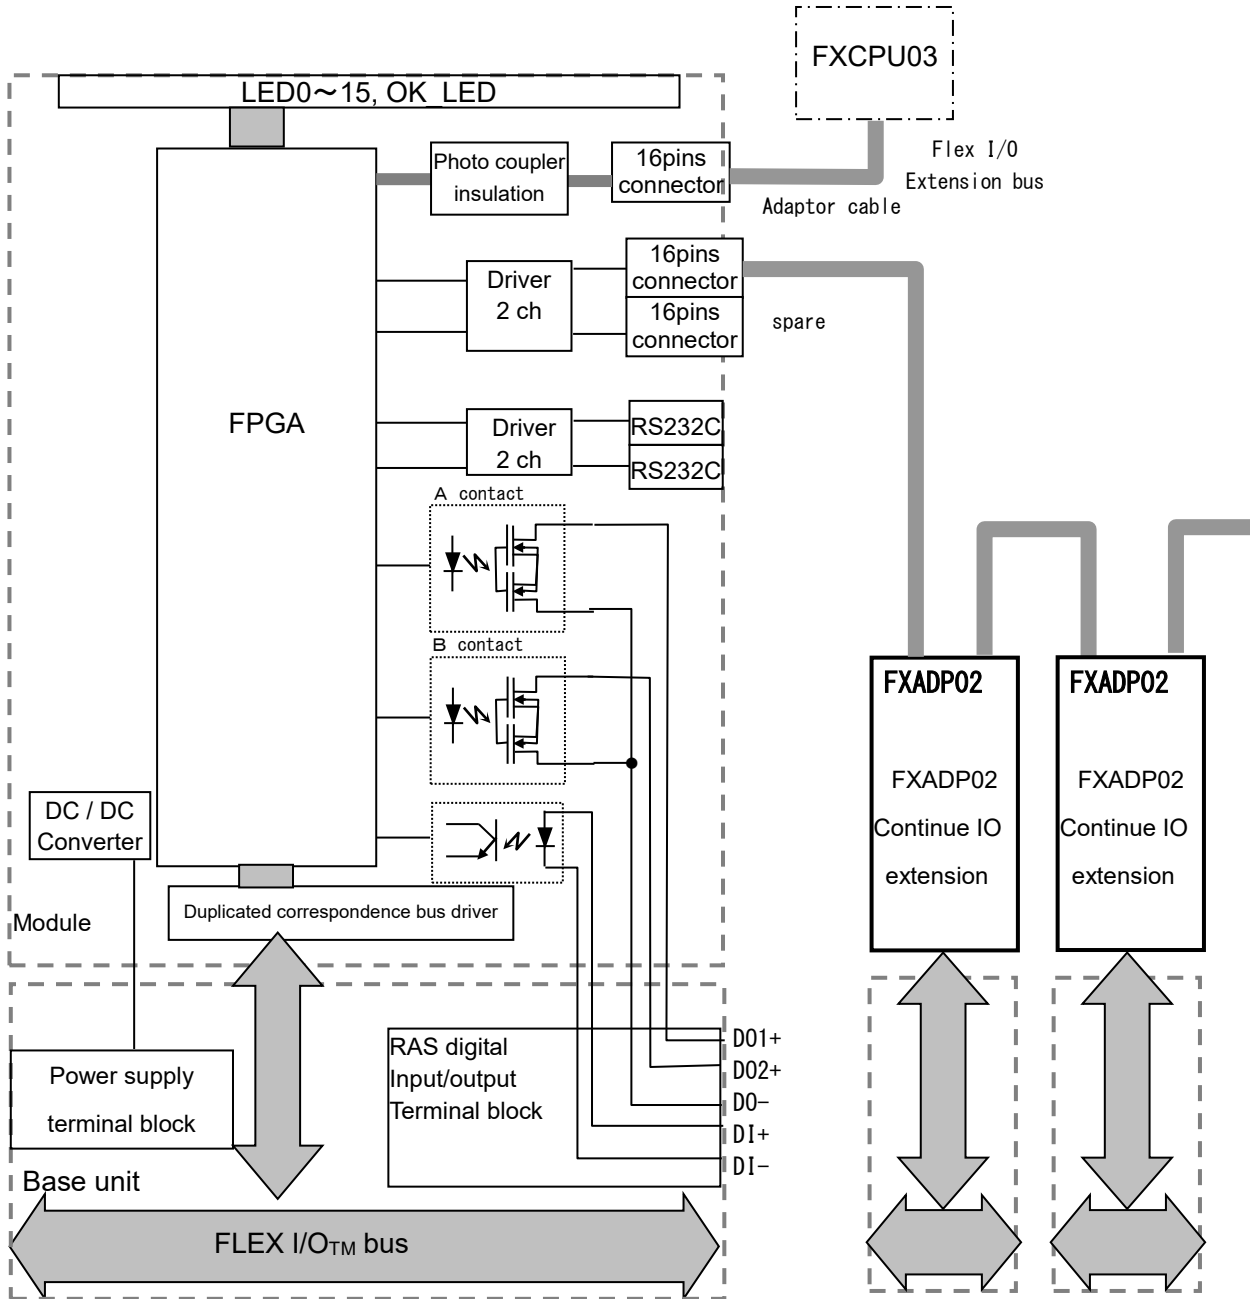 FXCPU03
LED0～15, OK_LED
Photo coupler
insulation
16pins
connector
Flex I/O
Extension bus
Adaptor cable
Driver
2 ch
16pins
connector
16pins
connector
spare
FPGA
Driver
2 ch
RS232C
RS232C
A contact
B contact
FXADP02
FXADP02
Continue IO
extension
FXADP02
FXADP02
Continue IO
extension
DC / DC
Converter
Duplicated correspondence bus driver
Module
RAS digital
Input/output
Terminal block
DO1+
DO2+
DO-
DI+
DI-
Power supply
terminal block
Base unit
FLEX I/OTM bus